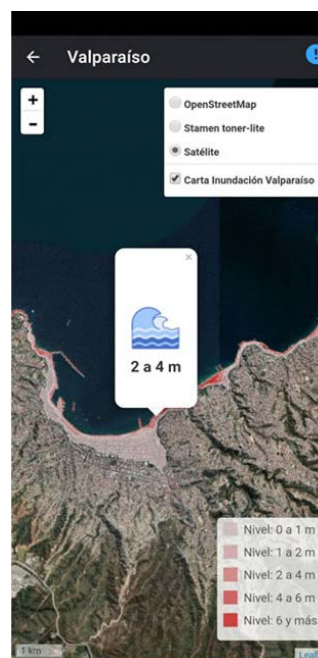 Valparaíso
+
-
OpenStreetMap
Stamen toner-lite
Satélite
Carta Inundación Valparaíso
×
2 a 4 m
Nivel: 0 a 1 m
Nivel: 1 a 2 m
Nivel: 2 a 4 m
Nivel: 4 a 6 m
Nivel: 6 y más
1 km
Leafl